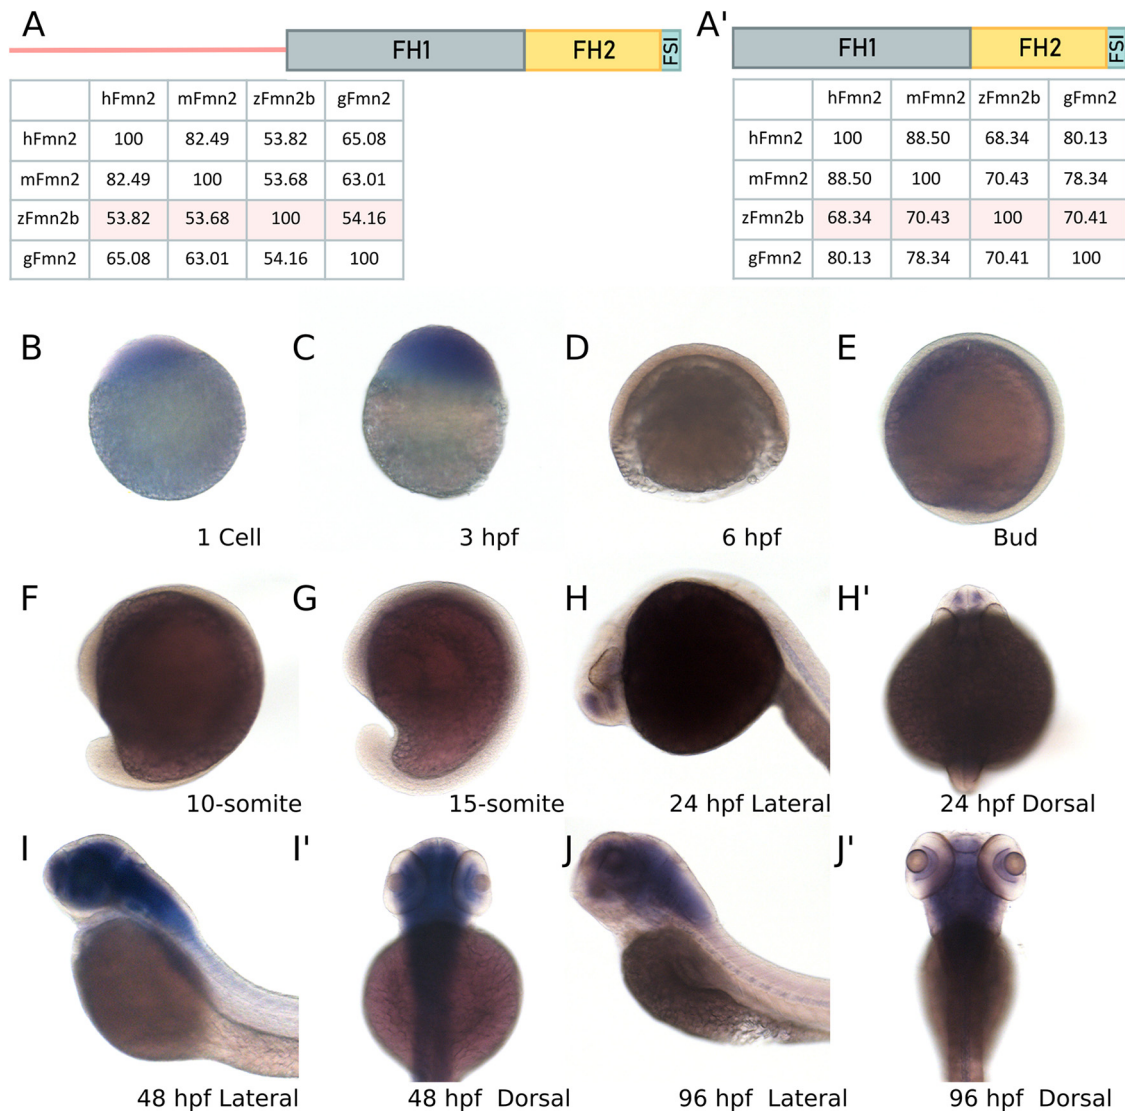 A
FH1 FH2 FSI
hFmn2 mFmn2 zFmn2b gFmn2
hFmn2 100 82.49 53.82 65.08
mFmn2 82.49 100 53.68 63.01
zFmn2b 53.82 53.68 100 54.16
gFmn2 65.08 63.01 54.16 100
A'
FH1 FH2 FSI
hFmn2 mFmn2 zFmn2b gFmn2
hFmn2 100 88.50 68.34 80.13
mFmn2 88.50 100 70.43 78.34
zFmn2b 68.34 70.43 100 70.41
gFmn2 80.13 78.34 70.41 100
B
1 Cell
C
3 hpf
D
6 hpf
E
Bud
F
10-somite
G
15-somite
H
24 hpf Lateral
H'
24 hpf Dorsal
I
48 hpf Lateral
I'
48 hpf Dorsal
J
96 hpf Lateral
J'
96 hpf Dorsal